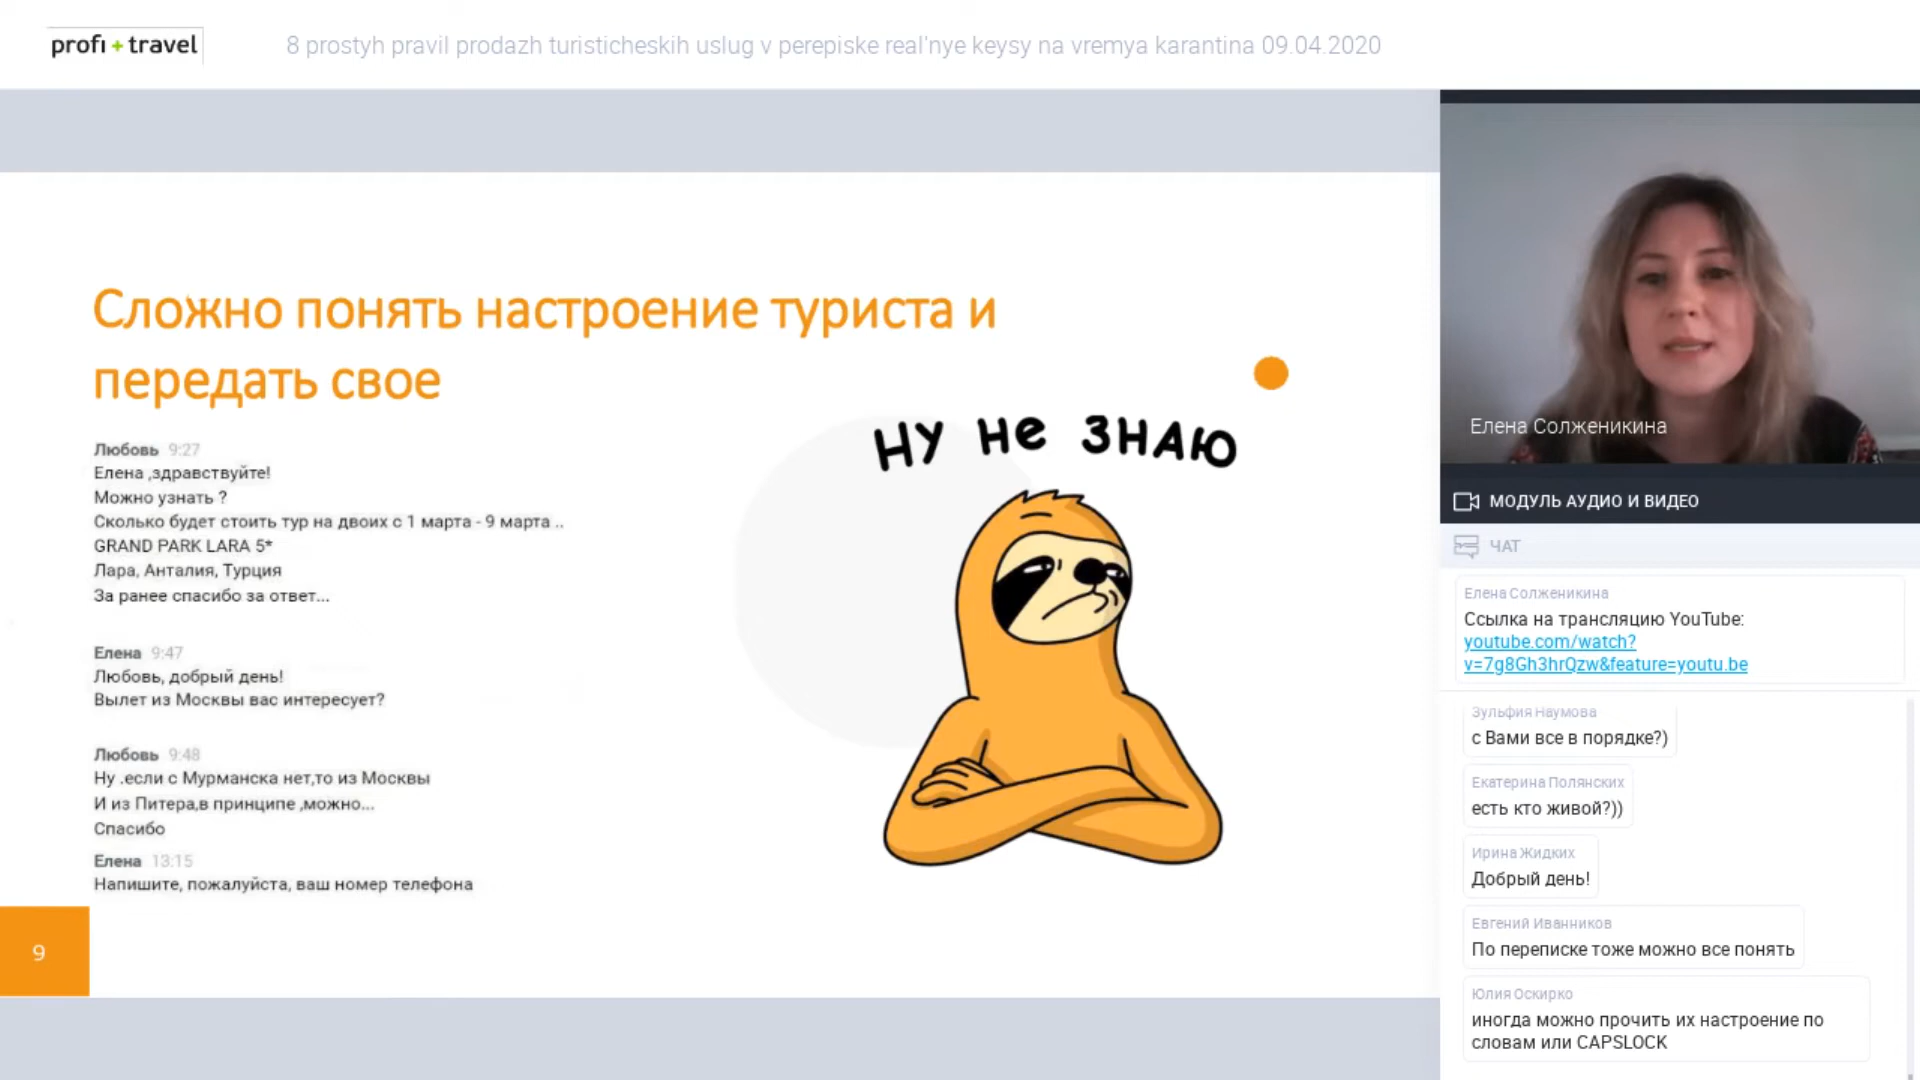 profi + travel
8 prostyh pravil prodazh turisticheskih uslug v perepiske real'nye keysy na vremya karantina 09.04.2020
Сложно понять настроение туриста и
передать свое
Любовь 9:27
Елена ,здравствуйте!
Можно узнать ?
Сколько будет стоить тур на двоих с 1 марта - 9 марта ..
GRAND PARK LARA 5*
Лара, Анталия, Турция
За ранее спасибо за ответ...
Елена 9:47
Любовь, добрый день!
Вылет из Москвы вас интересует?
Любовь 9:48
Ну .если с Мурманска нет,то из Москвы
И из Питера,в принципе ,можно...
Спасибо
Елена 13:15
Напишите, пожалуйста, ваш номер телефона
9
ну не знаю
Елена Солженикина
МОДУЛЬ АУДИО И ВИДЕО
ЧАТ
Елена Солженикина
Ссылка на трансляцию YouTube:
youtube.com/watch?
v=7g8Gh3hrQzw&feature=youtu.be
Зульфия Наумова
с Вами все в порядке?)
Екатерина Полянских
есть кто живой?))
Ирина Жидких
Добрый день!
Евгений Иванников
По переписке тоже можно все понять
Юлия Оскирко
иногда можно прочить их настроение по
словам или CAPSLOCK